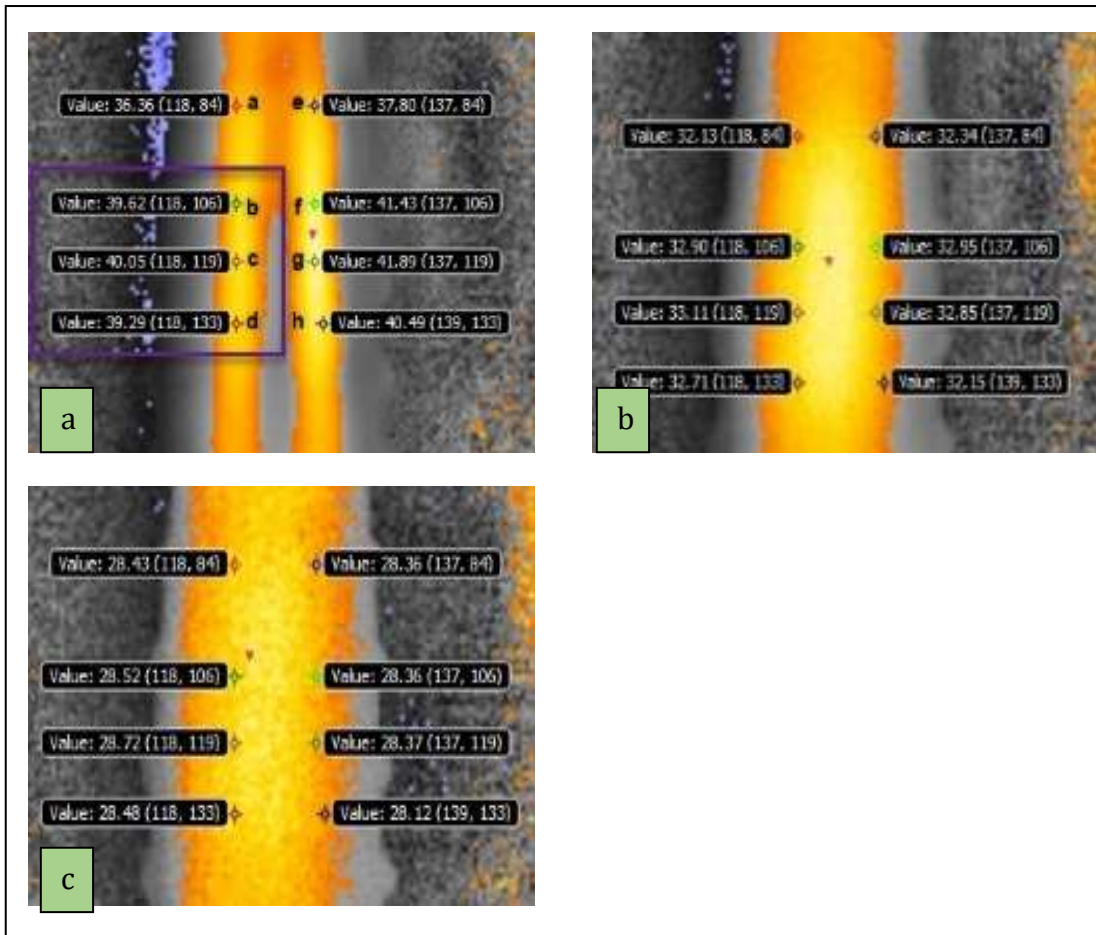 Value: 36.36 (118, 84) a e Value: 37.80 (137, 84)
Value: 39.62 (118, 106) b f Value: 41.43 (137, 106)
Value: 40.05 (118, 119) c g Value: 41.89 (137, 119)
Value: 39.29 (118, 133) d h Value: 40.49 (139, 133)
a
Value: 32.13 (118, 84) Value: 32.34 (137, 84)
Value: 32.90 (118, 106) Value: 32.95 (137, 106)
Value: 33.11 (118, 119) Value: 32.85 (137, 119)
Value: 32.71 (118, 133) Value: 32.15 (139, 133)
b
Value: 28.43 (118, 84) Value: 28.36 (137, 84)
Value: 28.52 (118, 106) Value: 28.36 (137, 106)
Value: 28.72 (118, 119) Value: 28.37 (137, 119)
Value: 28.48 (118, 133) Value: 28.12 (139, 133)
c